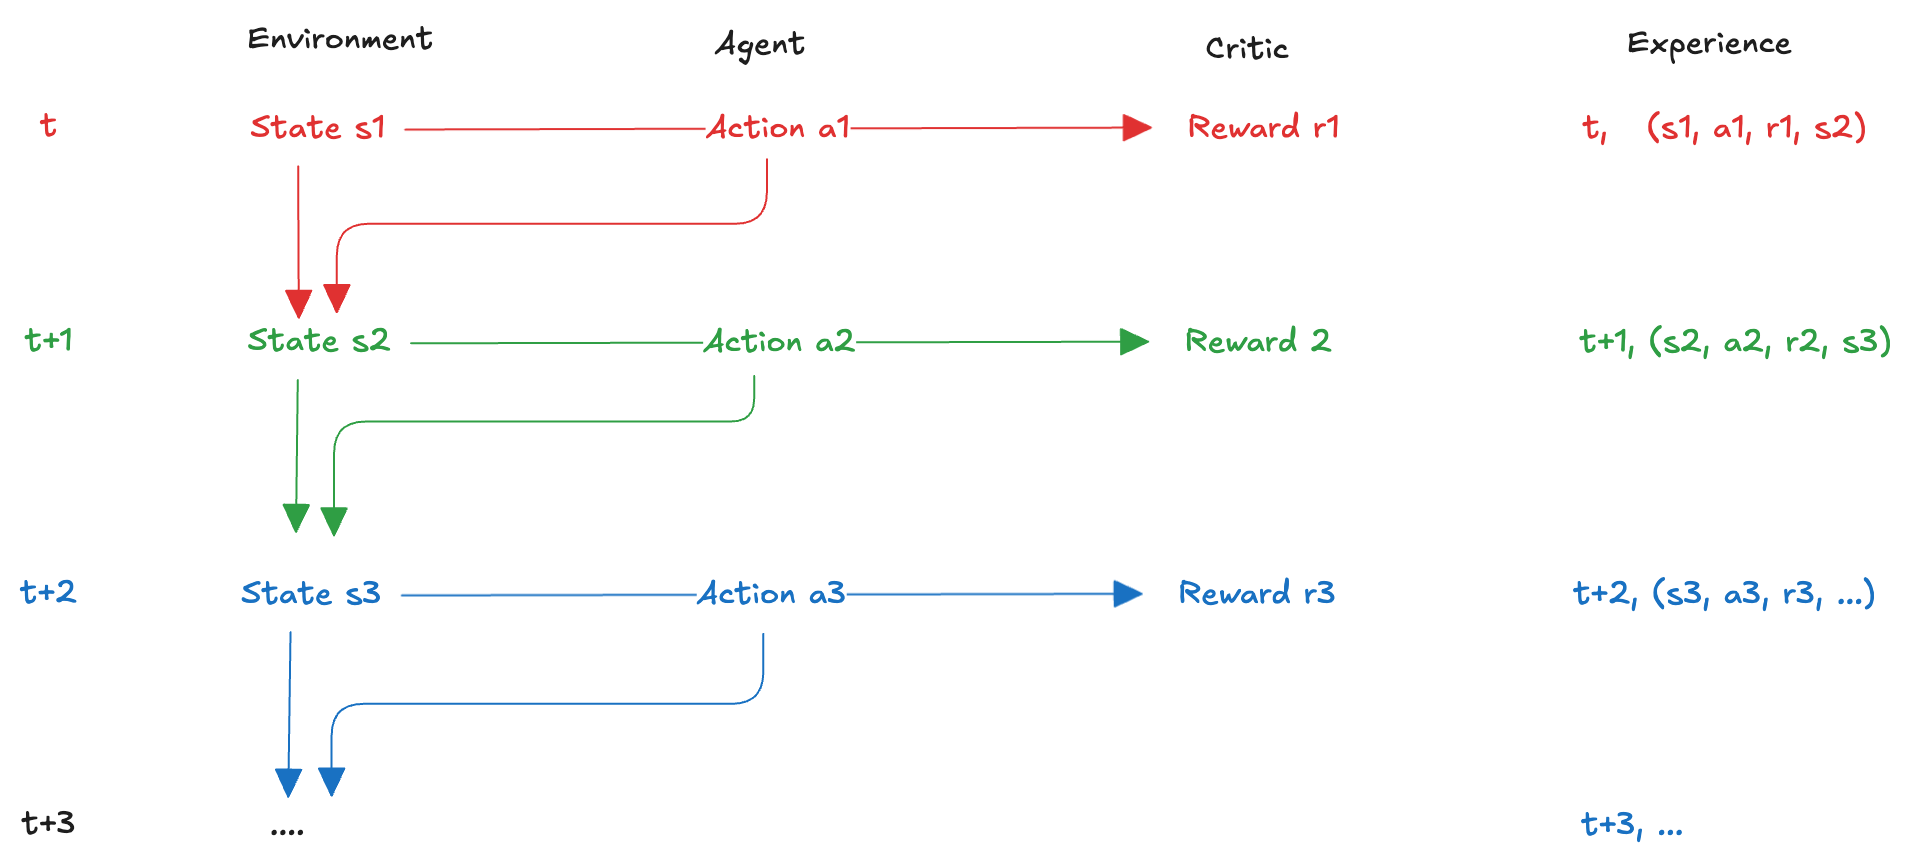 Environment Agent Critic Experience
t State s1 Action a1 Reward r1 t, (s1, a1, r1, s2)
t+1 State s2 Action a2 Reward 2 t+1, (s2, a2, r2, s3)
t+2 State s3 Action a3 Reward r3 t+2, (s3, a3, r3, ...)
t+3 .... t+3, ...